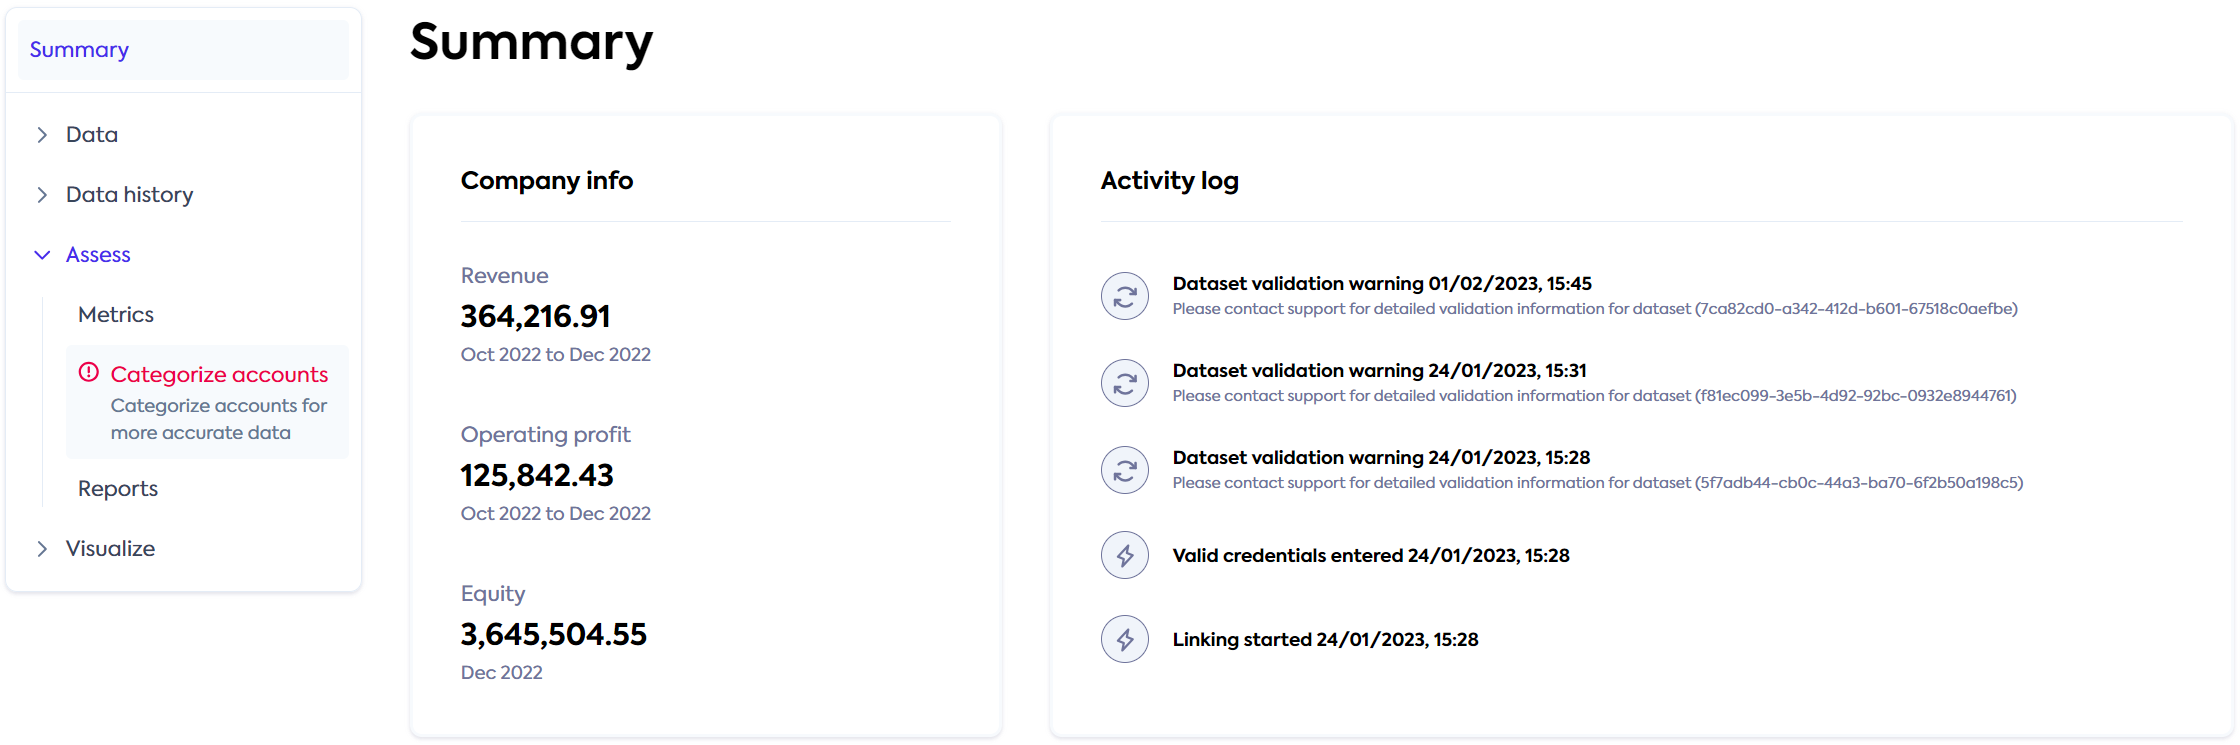 Summary
Data
Data history
Assess
Metrics
Categorize accounts
Categorize accounts for
more accurate data
Reports
Visualize
Summary
Company info
Revenue
364,216.91
Oct 2022 to Dec 2022
Operating profit
125,842.43
Oct 2022 to Dec 2022
Equity
3,645,504.55
Dec 2022
Activity log
Dataset validation warning 01/02/2023, 15:45
Please contact support for detailed validation information for dataset (7ca82cd0-a342-412d-b601-67518c0aefbe)
Dataset validation warning 24/01/2023, 15:31
Please contact support for detailed validation information for dataset (f81ec099-3e5b-4d92-92bc-0932e8944761)
Dataset validation warning 24/01/2023, 15:28
Please contact support for detailed validation information for dataset (5f7adb44-cb0c-44a3-ba70-6f2b50a198c5)
Valid credentials entered 24/01/2023, 15:28
Linking started 24/01/2023, 15:28